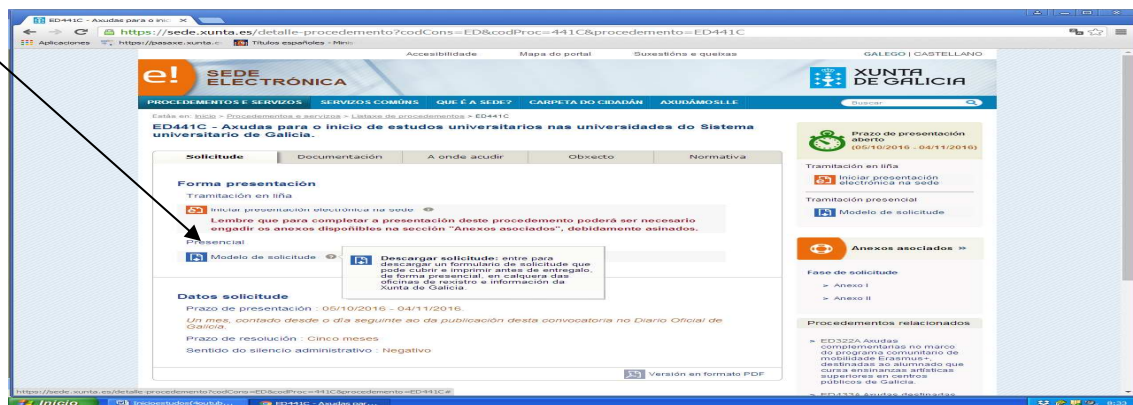 ED441C - Axudas para o inic
https://sede.xunta.es/detalle-procedemento?codCons=ED&codProc=441C&procedemento=ED441C
Aplicaciones https://pasaxe.xunta.e Títulos españoles - Minis
Accesibilidade Mapa do portal Suxestións e queixas GALEGO | CASTELLANO
e! SEDE ELECTRÓNICA
XUNTA DE GALICIA
PROCEDEMENTOS E SERVIZOS SERVIZOS COMÚNS QUE É A SEDE? CARPETA DO CIDADÁN AXUDÁMOSLLE Buscar
Estás en: Inicio > Procedementos e servizos > Listaxe de procedementos > ED441C
ED441C - Axudas para o inicio de estudos universitarios nas universidades do Sistema
universitario de Galicia.
Solicitude Documentación A onde acudir Obxecto Normativa
Forma presentación
Tramitación en liña
Iniciar presentación electrónica na sede
Lembre que para completar a presentación deste procedemento poderá ser necesario
engadir os anexos dispoñibles na sección "Anexos asociados", debidamente asinados.
Presencial
Modelo de solicitude
Descargar solicitude: entre para
descargar un formulario de solicitude que
pode cubrir e imprimir antes de entregalo,
de forma presencial, en calquera das
oficinas de rexistro e información da
Xunta de Galicia.
Datos solicitude
Prazo de presentación : 05/10/2016 - 04/11/2016.
Un mes, contado desde o día seguinte ao da publicación desta convocatoria no Diario Oficial de
Galicia.
Prazo de resolución : Cinco meses
Sentido do silencio administrativo : Negativo
Versión en formato PDF
Prazo de presentación
aberto
(05/10/2016 - 04/11/2016)
Tramitación en liña
Iniciar presentación
electrónica na sede
Tramitación presencial
Modelo de solicitude
Anexos asociados »
Fase de solicitude
> Anexo I
> Anexo II
Procedementos relacionados
> ED322A Axudas
complementarias no marco
do programa comunitario de
mobilidade Erasmus+,
destinadas ao alumnado que
cursa ensinanzas artísticas
superiores en centros
públicos de Galicia.
> ED433A Axudas destinadas
https://sede.xunta.es/detalle-procedemento?codCons=ED&codProc=441C&procedemento=ED441C#
Inicio Inicioestudos(4outub... ED441C - Axudas par... 8:33